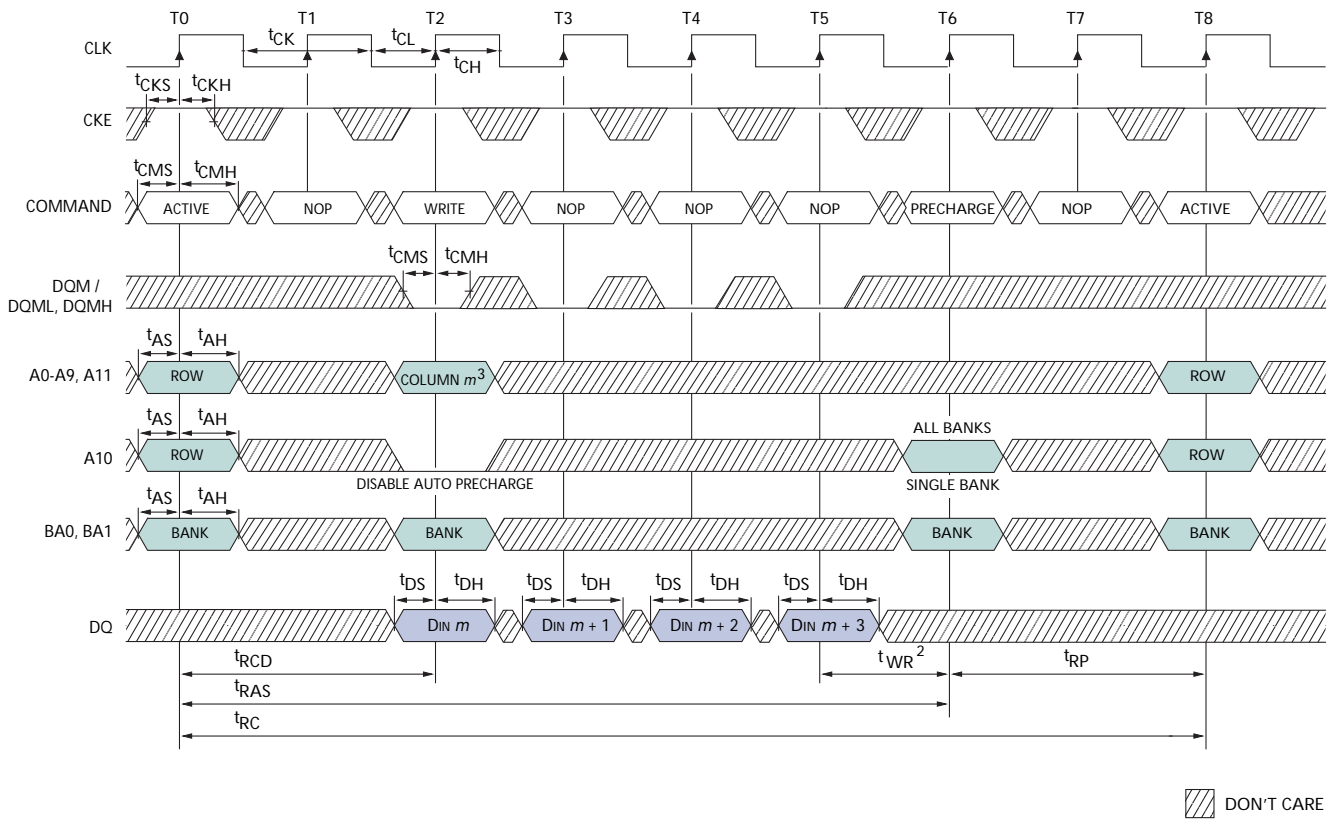 T0 T1 T2 T3 T4 T5 T6 T7 T8
CLK tCK tCL tCH
tCKS tCKH
CKE
tCMS tCMH
COMMAND ACTIVE NOP WRITE NOP NOP NOP PRECHARGE NOP ACTIVE
tCMS tCMH
DQM /
DQML, DQMH
tAS tAH
A0-A9, A11 ROW COLUMN m3 ROW
tAS tAH ALL BANKS
A10 ROW ROW
DISABLE AUTO PRECHARGE SINGLE BANK
tAS tAH
BA0, BA1 BANK BANK BANK BANK
tDS tDH tDS tDH tDS tDH tDS tDH
DQ DIN m DIN m + 1 DIN m + 2 DIN m + 3
tRCD tWR2 tRP
tRAS
tRC
DON'T CARE